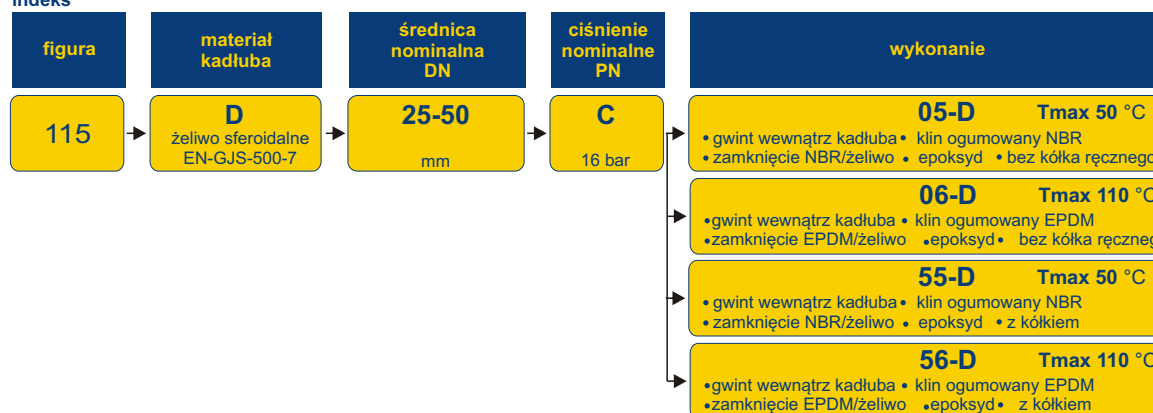 indeks
figura
materiał
kadłuba
średnica
nominalna
DN
ciśnienie
nominalne
PN
wykonanie
115
D
żeliwo sferoidalne
EN-GJS-500-7
25-50
mm
C
16 bar
05-D Tmax 50 °C
• gwint wewnątrz kadłuba • klin ogumowany NBR
• zamknięcie NBR/żeliwo • epoksyd • bez kółka ręcznego
06-D Tmax 110 °C
•gwint wewnątrz kadłuba • klin ogumowany EPDM
•zamknięcie EPDM/żeliwo •epoksyd • bez kółka ręczneg
55-D Tmax 50 °C
• gwint wewnątrz kadłuba • klin ogumowany NBR
• zamknięcie NBR/żeliwo • epoksyd • z kółkiem
56-D Tmax 110 °C
•gwint wewnątrz kadłuba • klin ogumowany EPDM
•zamknięcie EPDM/żeliwo •epoksyd • z kółkiem